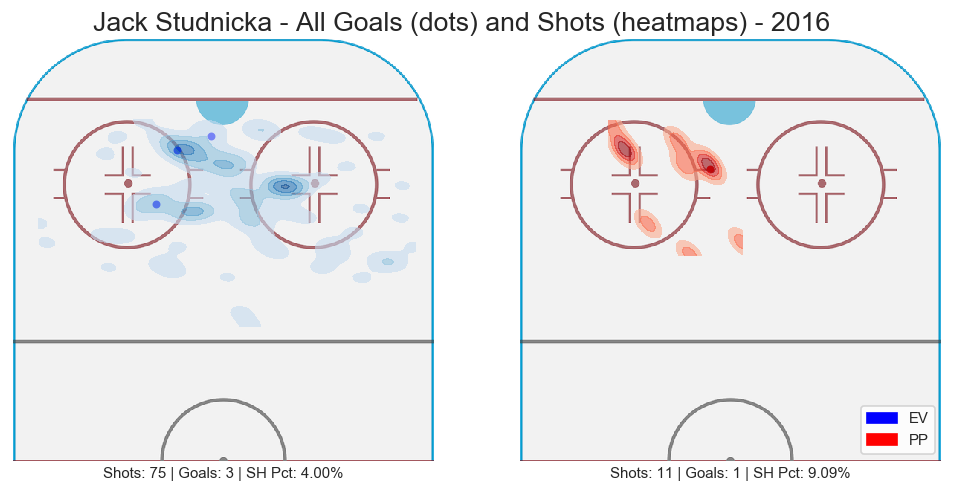 Jack Studnicka - All Goals (dots) and Shots (heatmaps) - 2016
EV
PP
Shots: 75 | Goals: 3 | SH Pct: 4.00%
Shots: 11 | Goals: 1 | SH Pct: 9.09%